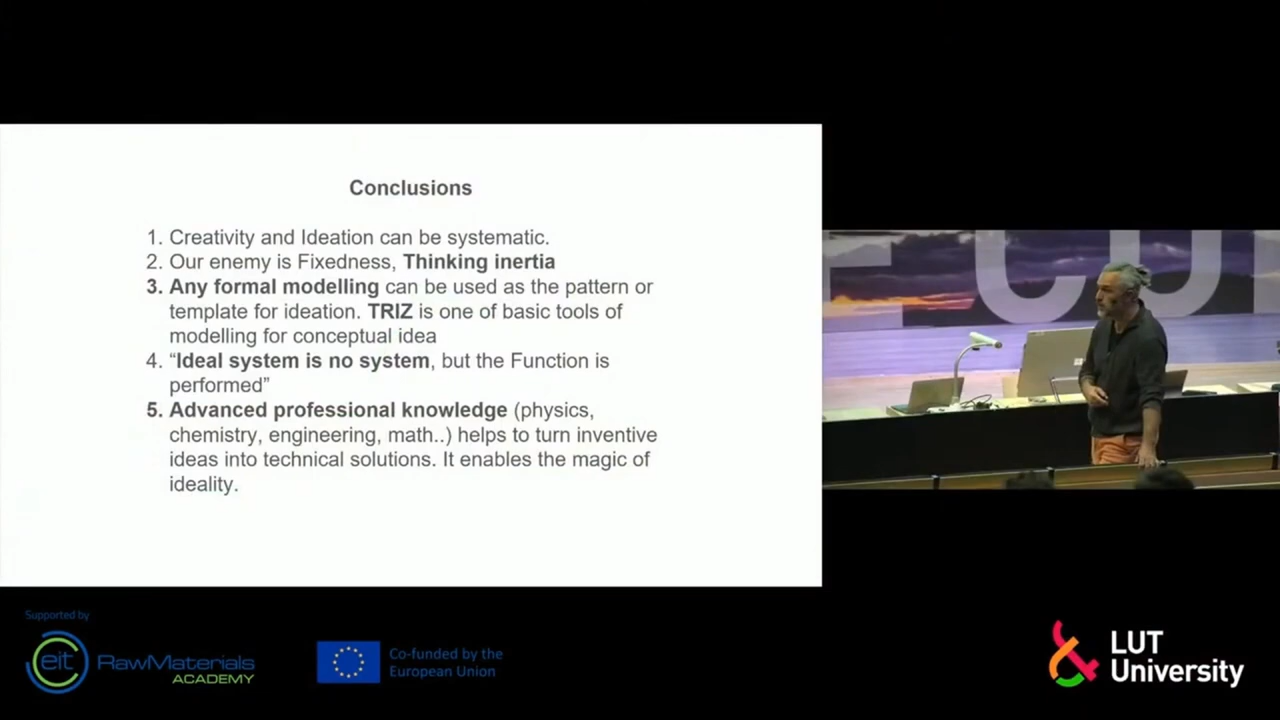 Conclusions
1. Creativity and Ideation can be systematic.
2. Our enemy is Fixedness, Thinking inertia
3. Any formal modelling can be used as the pattern or
template for ideation. TRIZ is one of basic tools of
modelling for conceptual idea
4. “Ideal system is no system, but the Function is
performed”
5. Advanced professional knowledge (physics,
chemistry, engineering, math..) helps to turn inventive
ideas into technical solutions. It enables the magic of
ideality.
Supported by
eit RawMaterials
ACADEMY
Co-funded by the
European Union
LUT
University